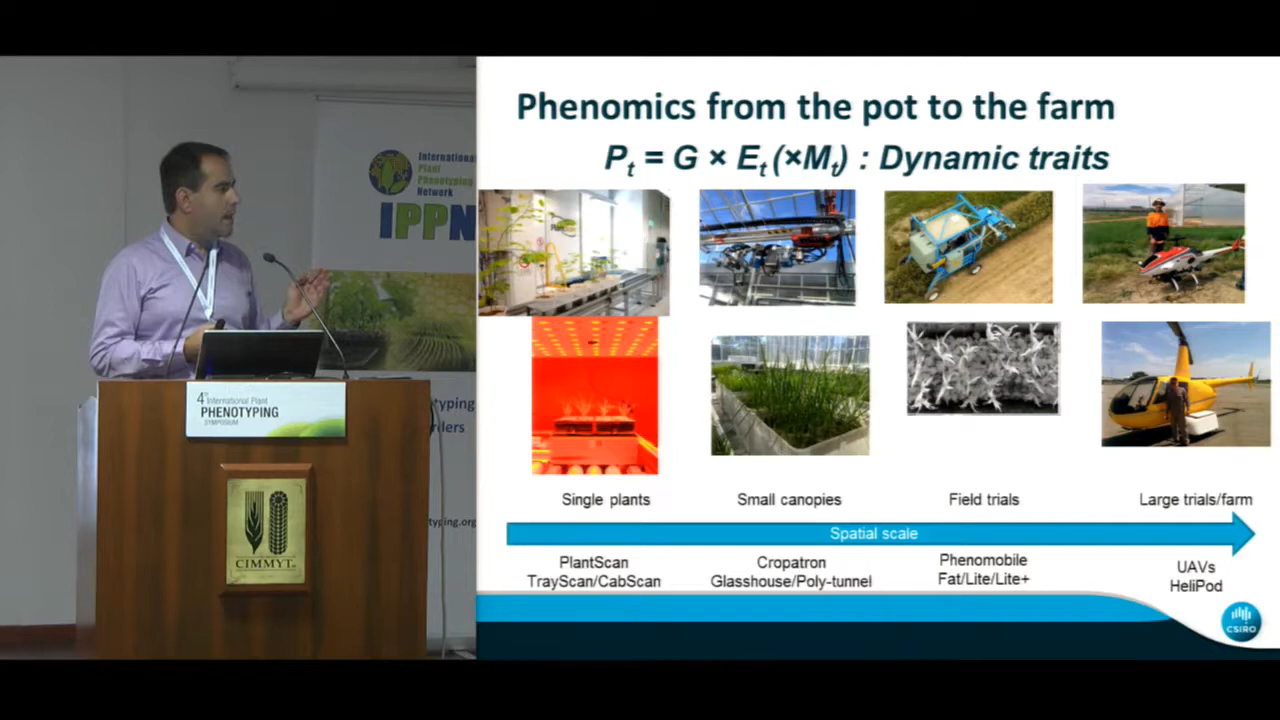 Phenomics from the pot to the farm
Pt = G × Et (×Mt) : Dynamic traits
International
Plant
Phenotyping
Network
IPPN
4th International Plant
PHENOTYPING
SYMPOSIUM
CIMMYT
Single plants
Small canopies
Field trials
Large trials/farm
Spatial scale
PlantScan
TrayScan/CabScan
Cropatron
Glasshouse/Poly-tunnel
Phenomobile
Fat/Lite/Lite+
UAVs
HeliPod
CSIRO